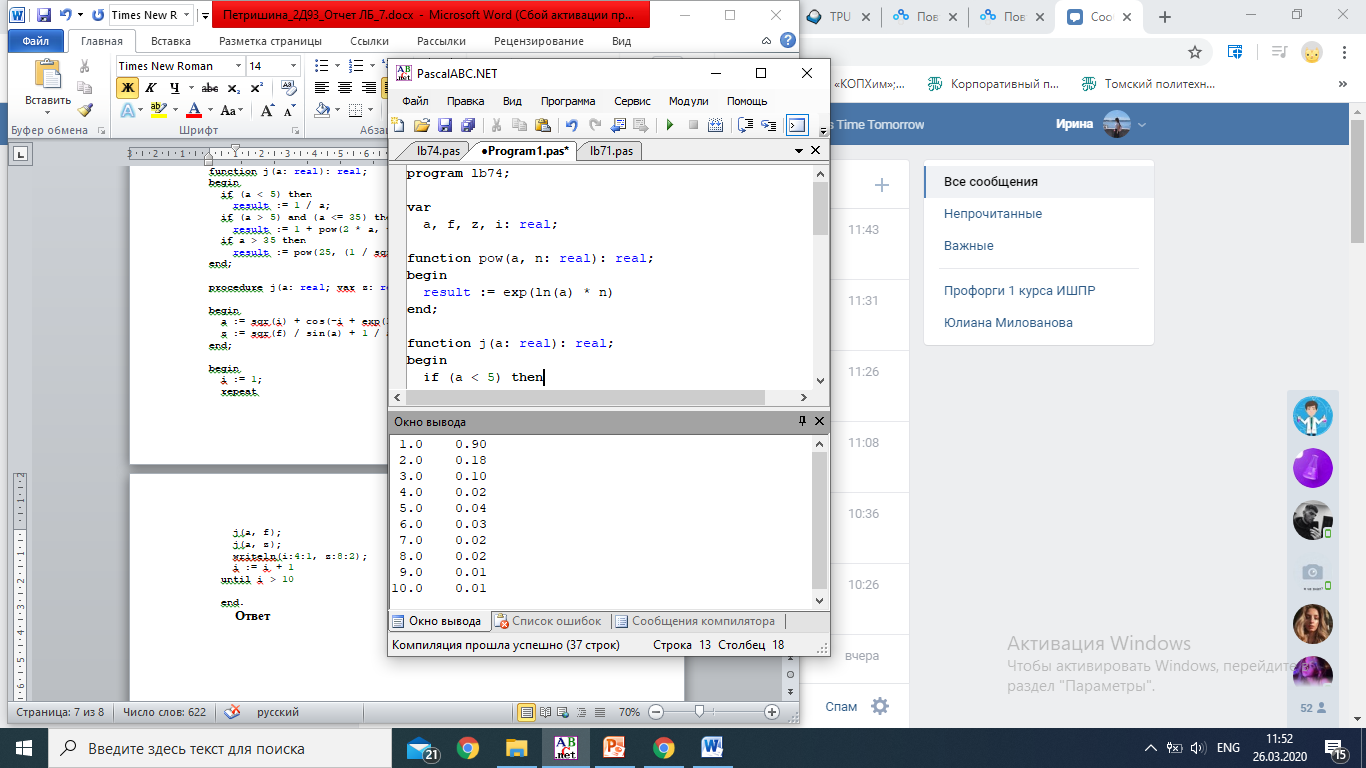 Петришина_2Д93_Отчет ЛБ_7.docx - Microsoft Word (Сбой активации пр...
Файл Главная Вставка Разметка страницы Ссылки Рассылки Рецензирование Вид
Times New Roman 14
Вставить
Буфер обмена Шрифт Абза
function j(a: real): real;
begin
if (a < 5) then
result := 1 / a;
if (a > 5) and (a <= 35) the
result := 1 + pow(2 * a,
if a > 35 then
result := pow(25, (1 / sqr
end;
procedure j(a: real; var z: re
begin
a := sqr(i) + cos(-i + exp(
z := sqr(f) / sin(a) + 1 /
end;
begin
i := 1;
repeat
j(a, f);
j(a, z);
writeln(i:4:1, z:8:2);
i := i + 1
until i > 10
end.
Ответ
Страница: 7 из 8 Число слов: 622 русский 70%
PascalABC.NET
Файл Правка Вид Программа Сервис Модули Помощь
lb74.pas •Program1.pas* lb71.pas
program lb74;
var
a, f, z, i: real;
function pow(a, n: real): real;
begin
result := exp(ln(a) * n)
end;
function j(a: real): real;
begin
if (a < 5) then
Окно вывода
1.0 0.90
2.0 0.18
3.0 0.10
4.0 0.02
5.0 0.04
6.0 0.03
7.0 0.02
8.0 0.02
9.0 0.01
10.0 0.01
Окно вывода Список ошибок Сообщения компилятора
Компиляция прошла успешно (37 строк) Строка 13 Столбец 18
TPU Пов Пов Соо
«КОПХим»;... Корпоративный п... Томский политехн...
s Time Tomorrow Ирина
11:43
11:31
11:26
11:08
10:36
10:26
вчера
Спам
Все сообщения
Непрочитанные
Важные
Профорги 1 курса ИШПР
Юлиана Милованова
52
Активация Windows
Чтобы активировать Windows, перейдите в
раздел "Параметры".
Введите здесь текст для поиска
21
ENG
11:52
26.03.2020
15